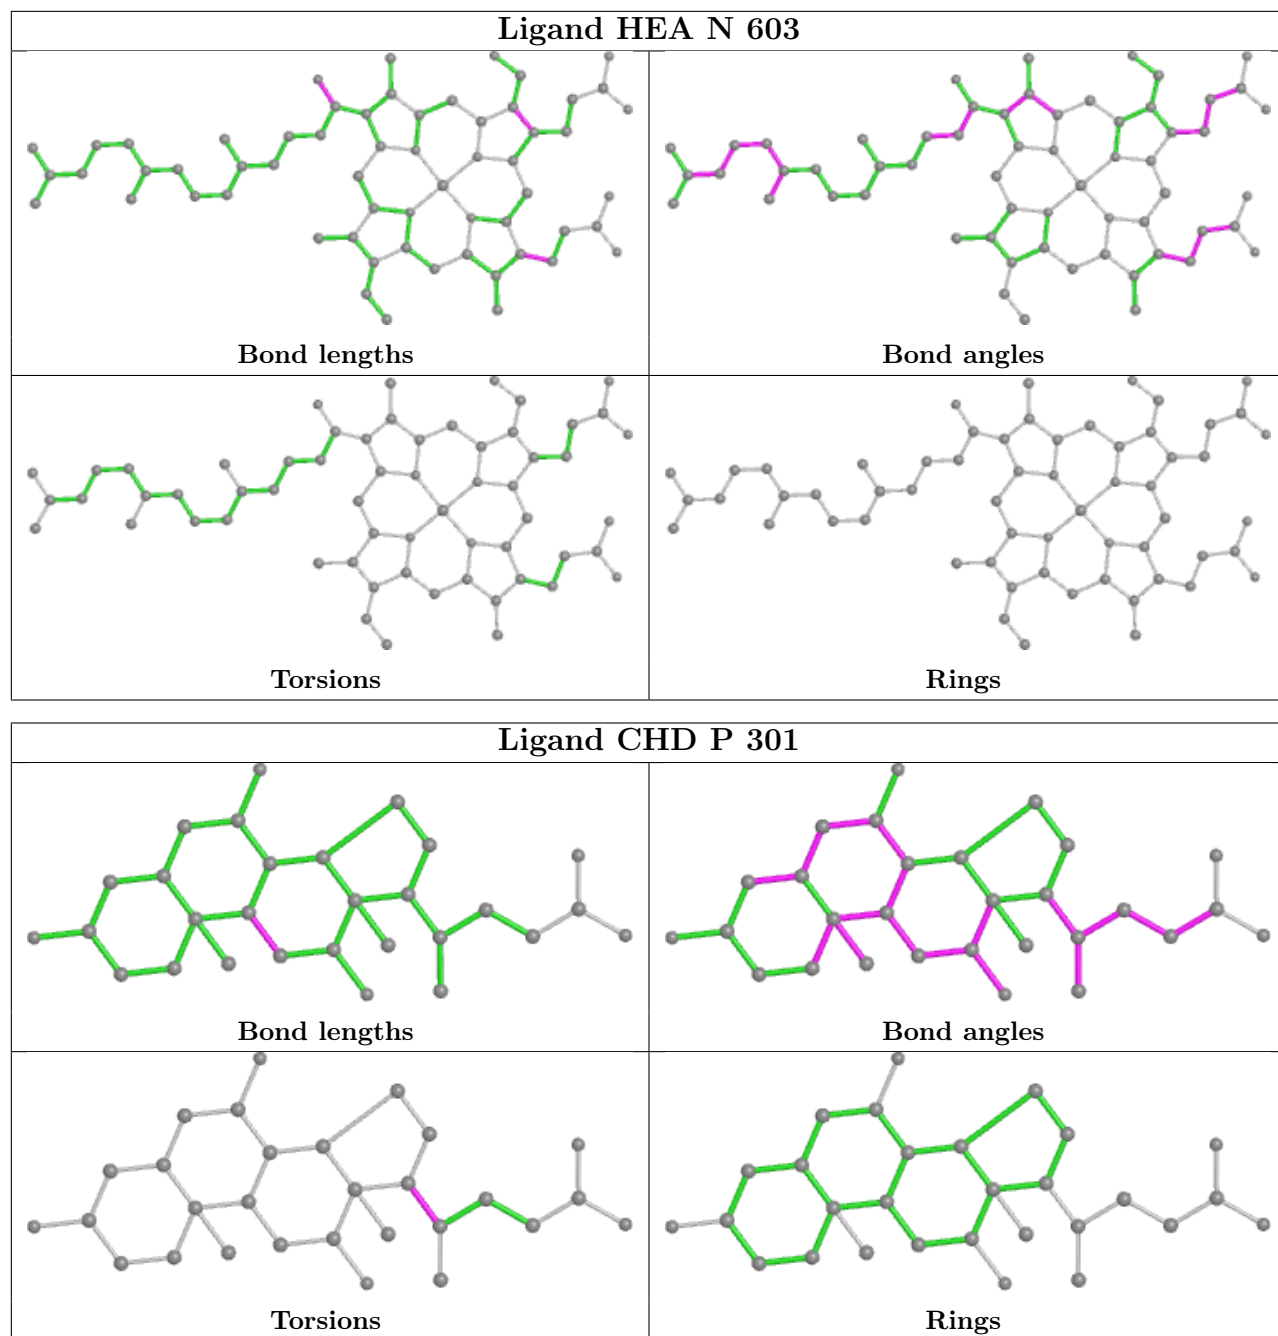 Ligand HEA N 603
Bond lengths
Bond angles
Torsions
Rings
Ligand CHD P 301
Bond lengths
Bond angles
Torsions
Rings